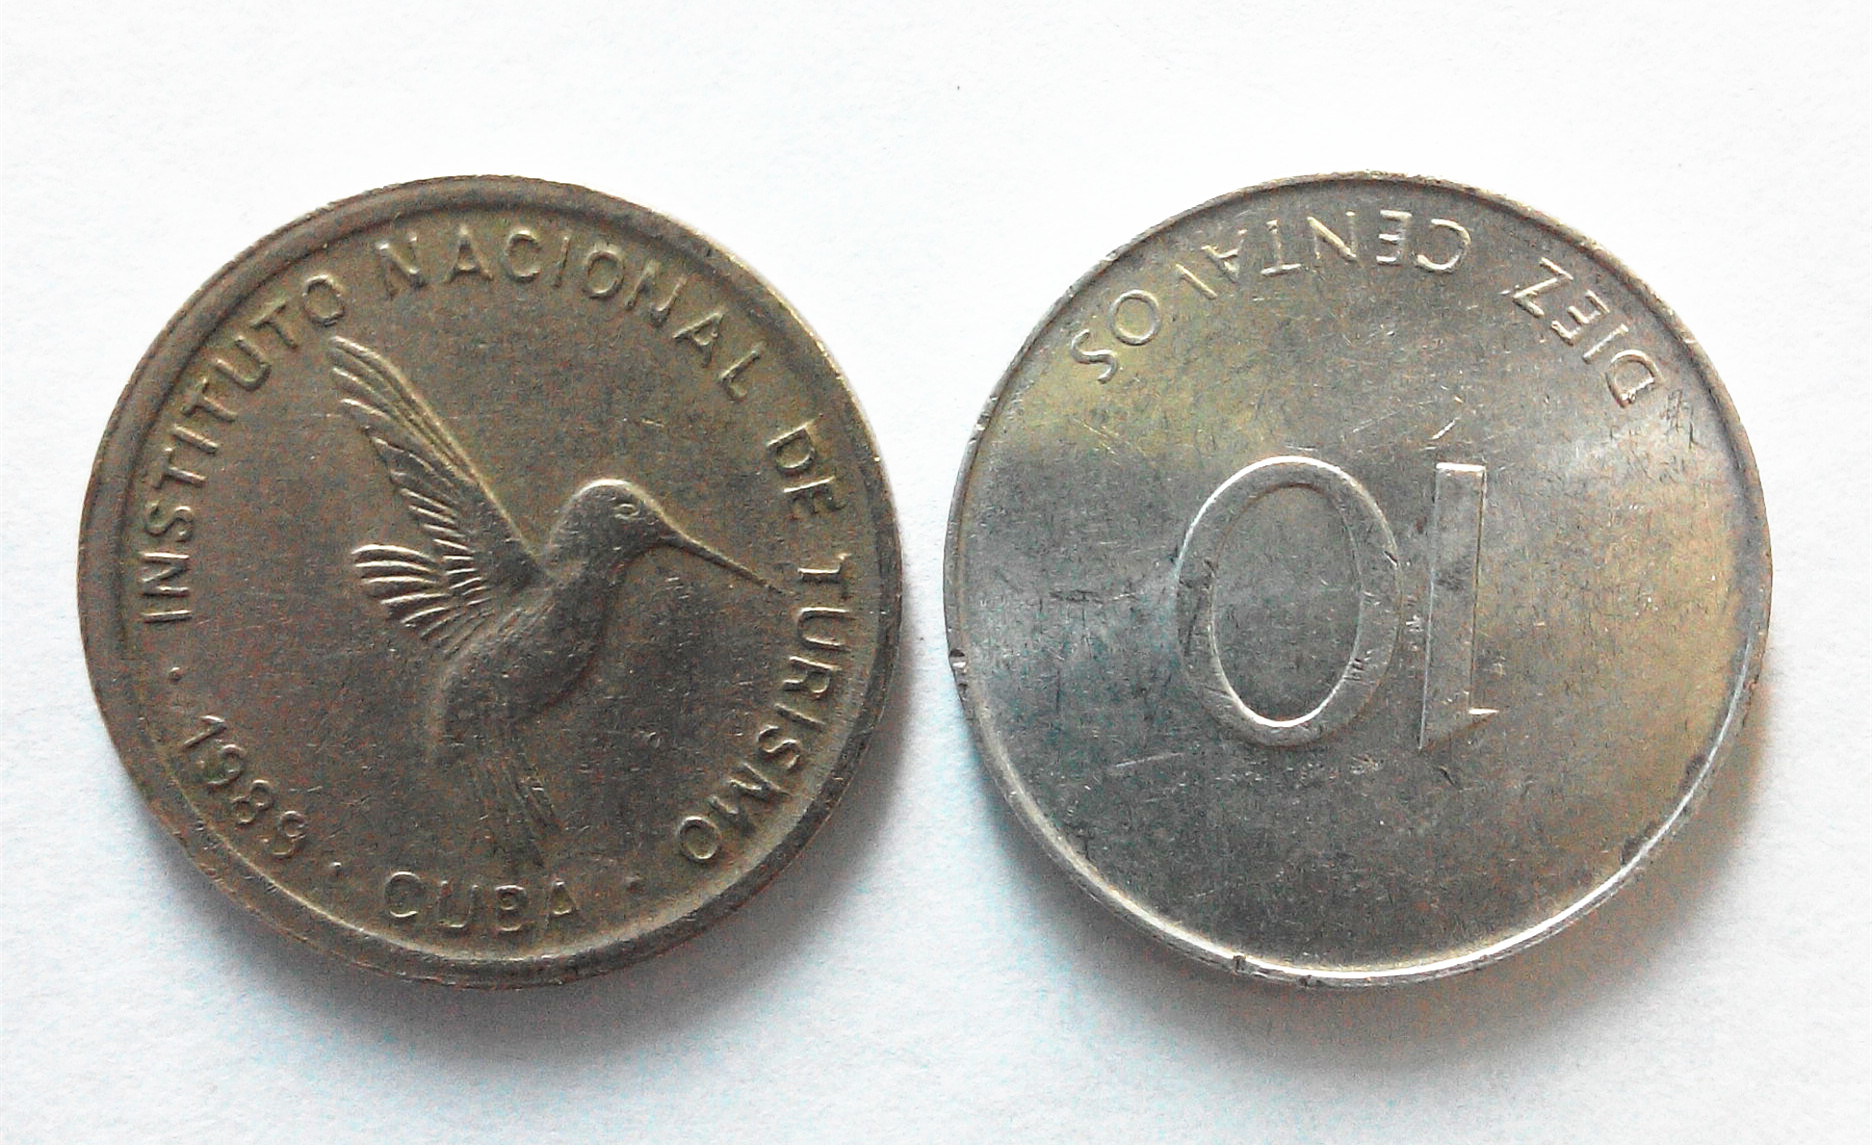 INSTITUTO NACIONAL DE TURISMO
· 1989 · CUBA ·
10
DIEZ CENTAVOS